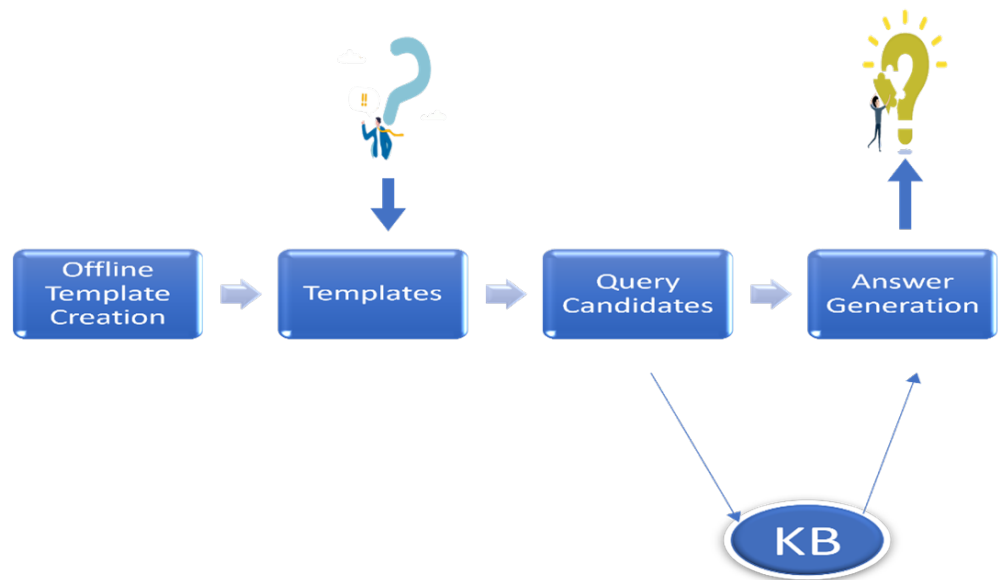 !!
Offline
Template
Creation
Templates
Query
Candidates
Answer
Generation
KB